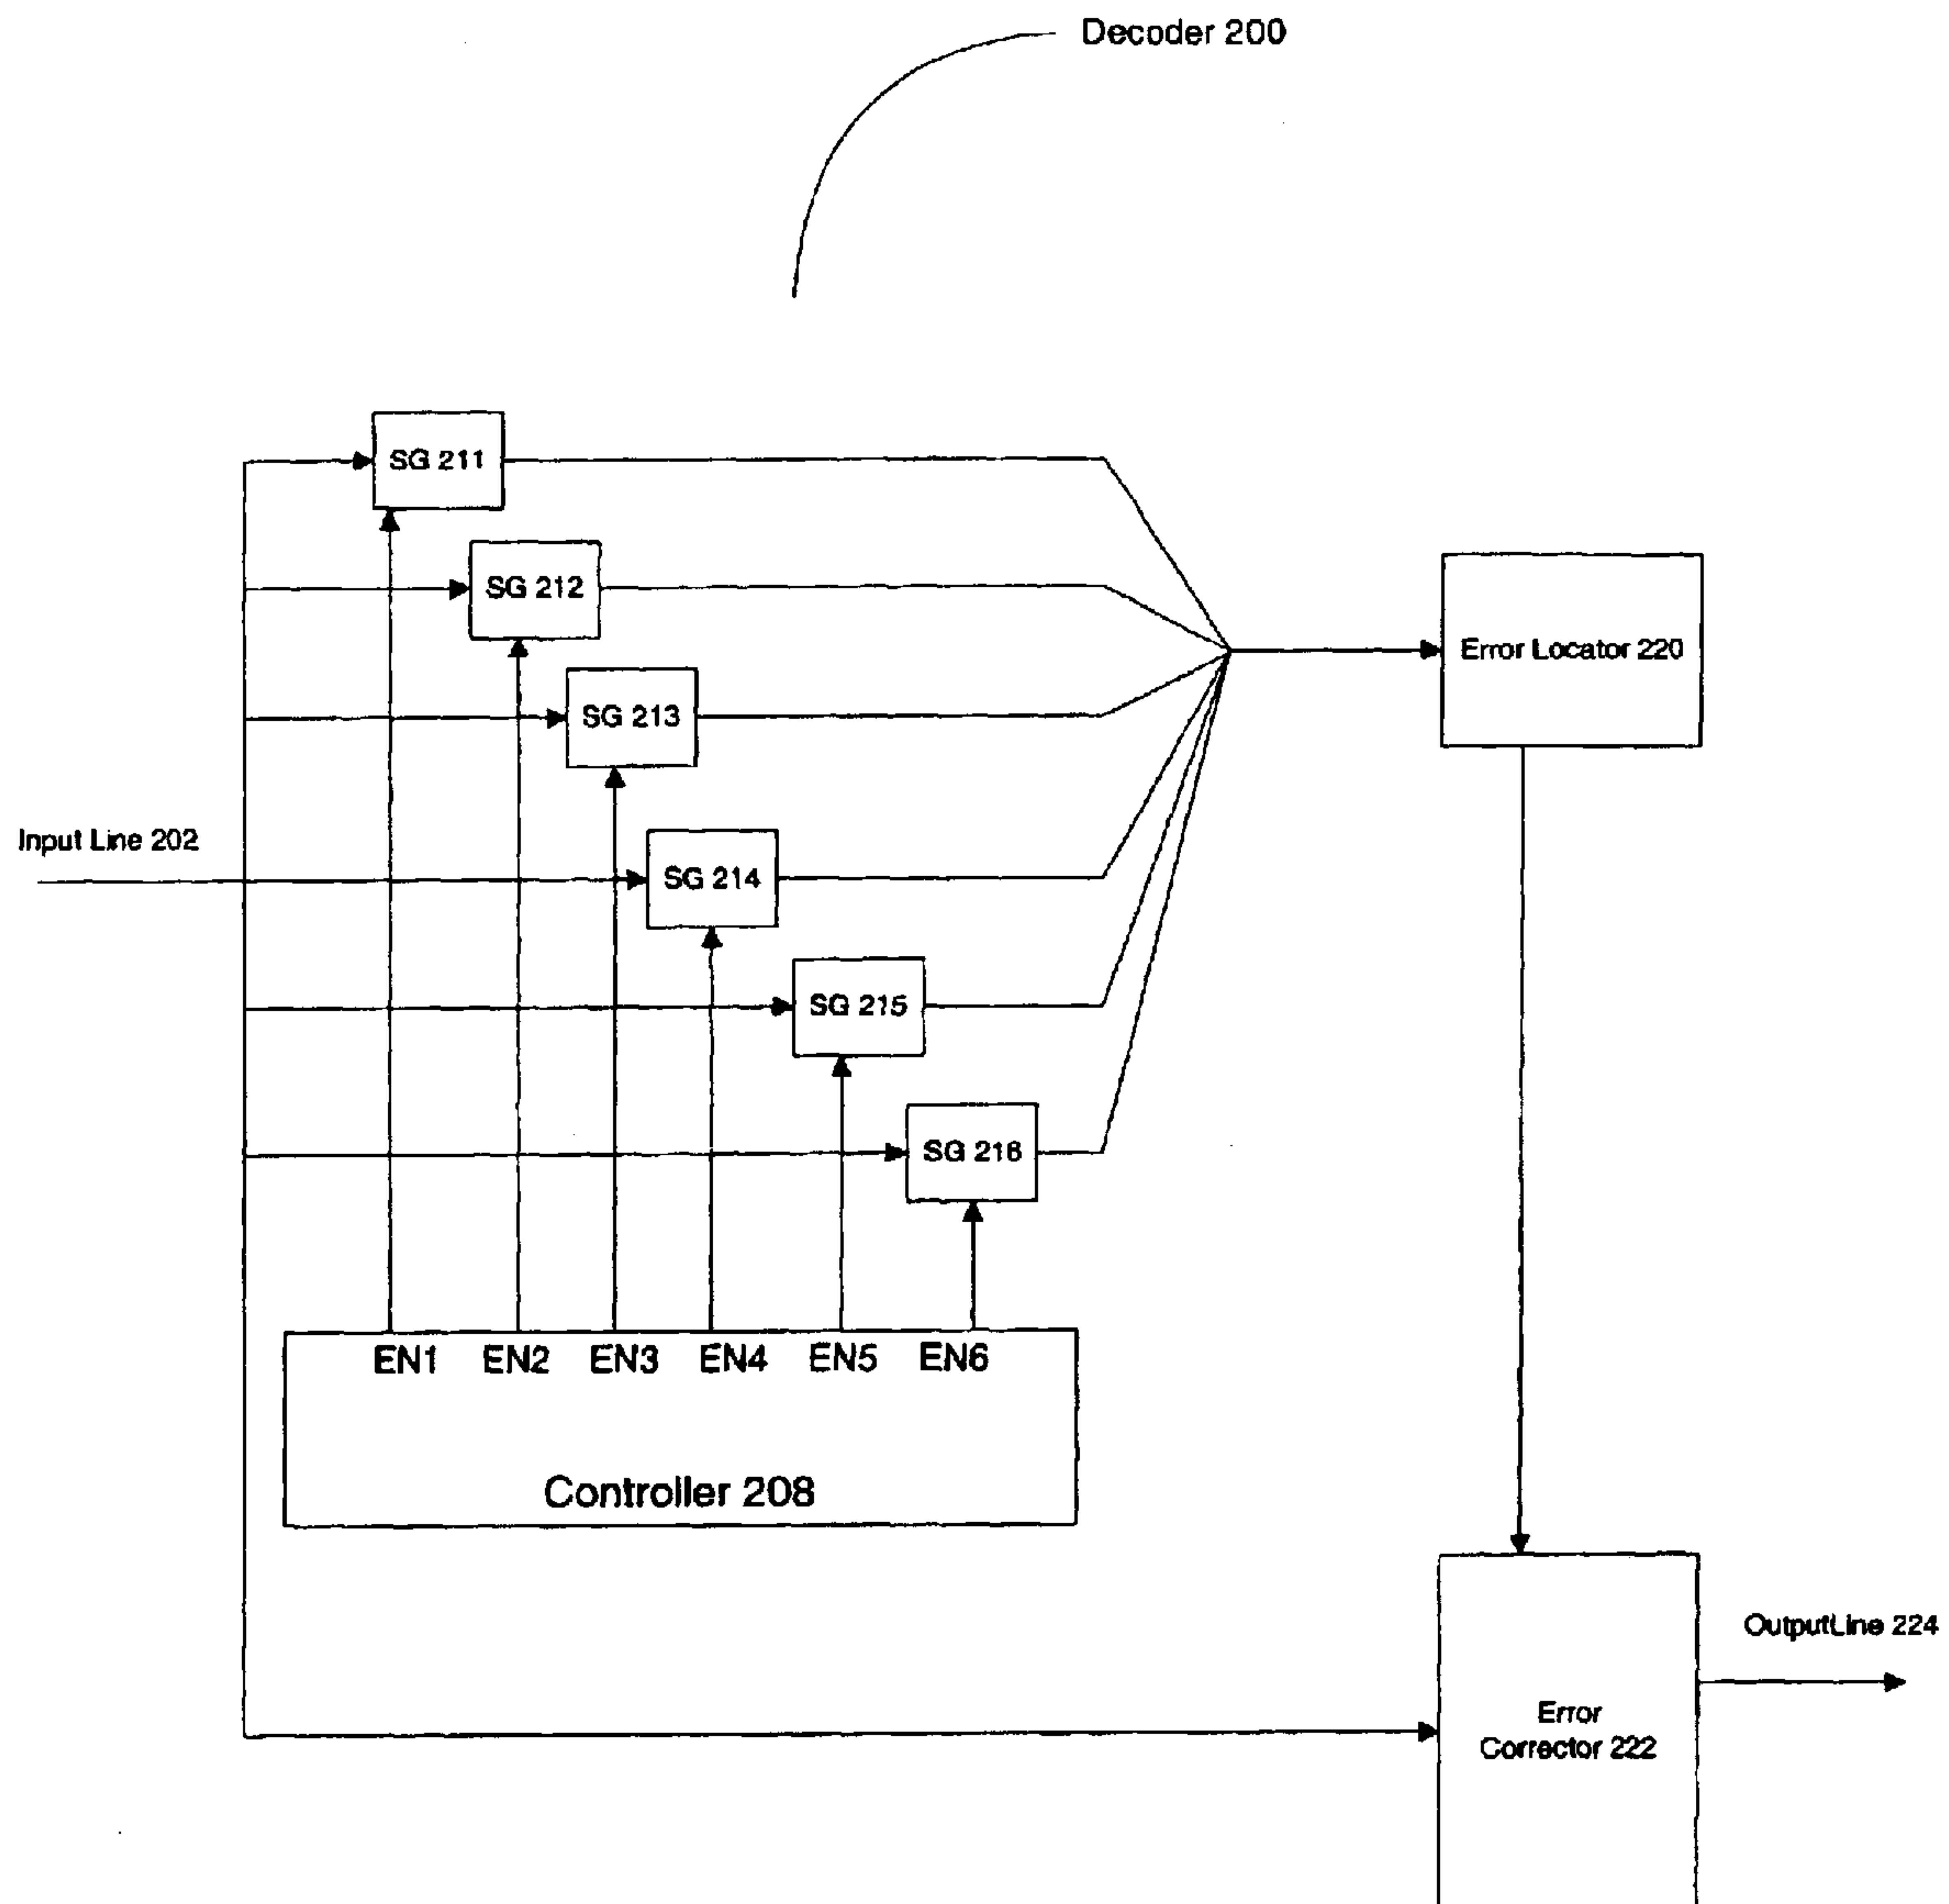 Decoder 200
SG 211
SG 212
SG 213
Error Locator 220
Input Line 202
SG 214
SG 215
SG 216
EN1 EN2 EN3 EN4 EN5 EN6
Controller 208
OutputLine 224
Error
Corrector 222